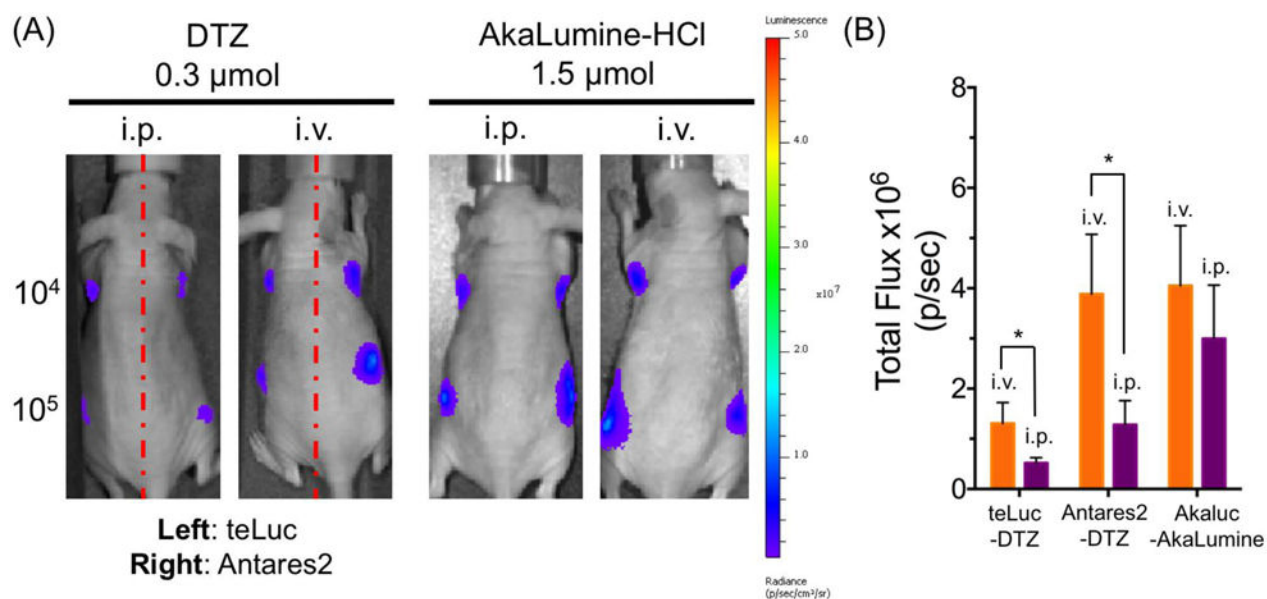 (A)
DTZ
0.3 μmol
AkaLumine-HCl
1.5 μmol
i.p.
i.v.
i.p.
i.v.
10⁴
10⁵
Left: teLuc
Right: Antares2
Luminescence
5.0
4.0
3.0
x10⁷
2.0
1.0
Radiance
(p/sec/cm²/sr)
(B)
Total Flux x10⁶
(p/sec)
8
6
4
2
0
*
i.v.
i.p.
*
i.v.
i.p.
i.v.
i.p.
teLuc
-DTZ
Antares2
-DTZ
Akaluc
-AkaLumine